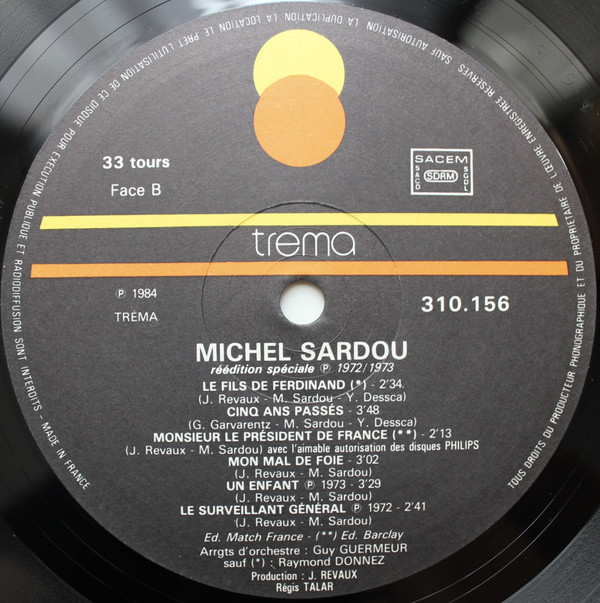 TOUS DROITS DU PRODUCTEUR PHONOGRAPHIQUE ET DU PROPRIETAIRE DE L'ŒUVRE ENREGISTREE RESERVES. SAUF AUTORISATION LA DUPLICATION, LA LOCATION, LE PRET, L'UTILISATION DE CE DISQUE POUR EXECUTION PUBLIQUE ET RADIODIFFUSION SONT INTERDITS - MADE IN FRANCE
33 tours
Face B
SACEM
SACD SDRM SGDL
trema
℗ 1984
TRÉMA
310.156
MICHEL SARDOU
réédition spéciale ℗ 1972/1973
LE FILS DE FERDINAND (*) - 2'34.
(J. Revaux - M. Sardou - Y. Dessca)
CINQ ANS PASSÉS - 3'48
(G. Garvarentz - M. Sardou)
MONSIEUR LE PRÉSIDENT DE FRANCE (**) - 2'13
(J. Revaux - M. Sardou) avec l'aimable autorisation des disques PHILIPS
MON MAL DE FOIE - 3'02
(J. Revaux - M. Sardou)
UN ENFANT ℗ 1973 - 3'29
(J. Revaux - M. Sardou)
LE SURVEILLANT GÉNÉRAL ℗ 1972 - 2'41
(J. Revaux - M. Sardou)
Ed. Match France - (**) Ed. Barclay
Arrgts d'orchestre : Guy GUERMEUR
sauf (*) : Raymond DONNEZ
Production : J. REVAUX
Régis TALAR